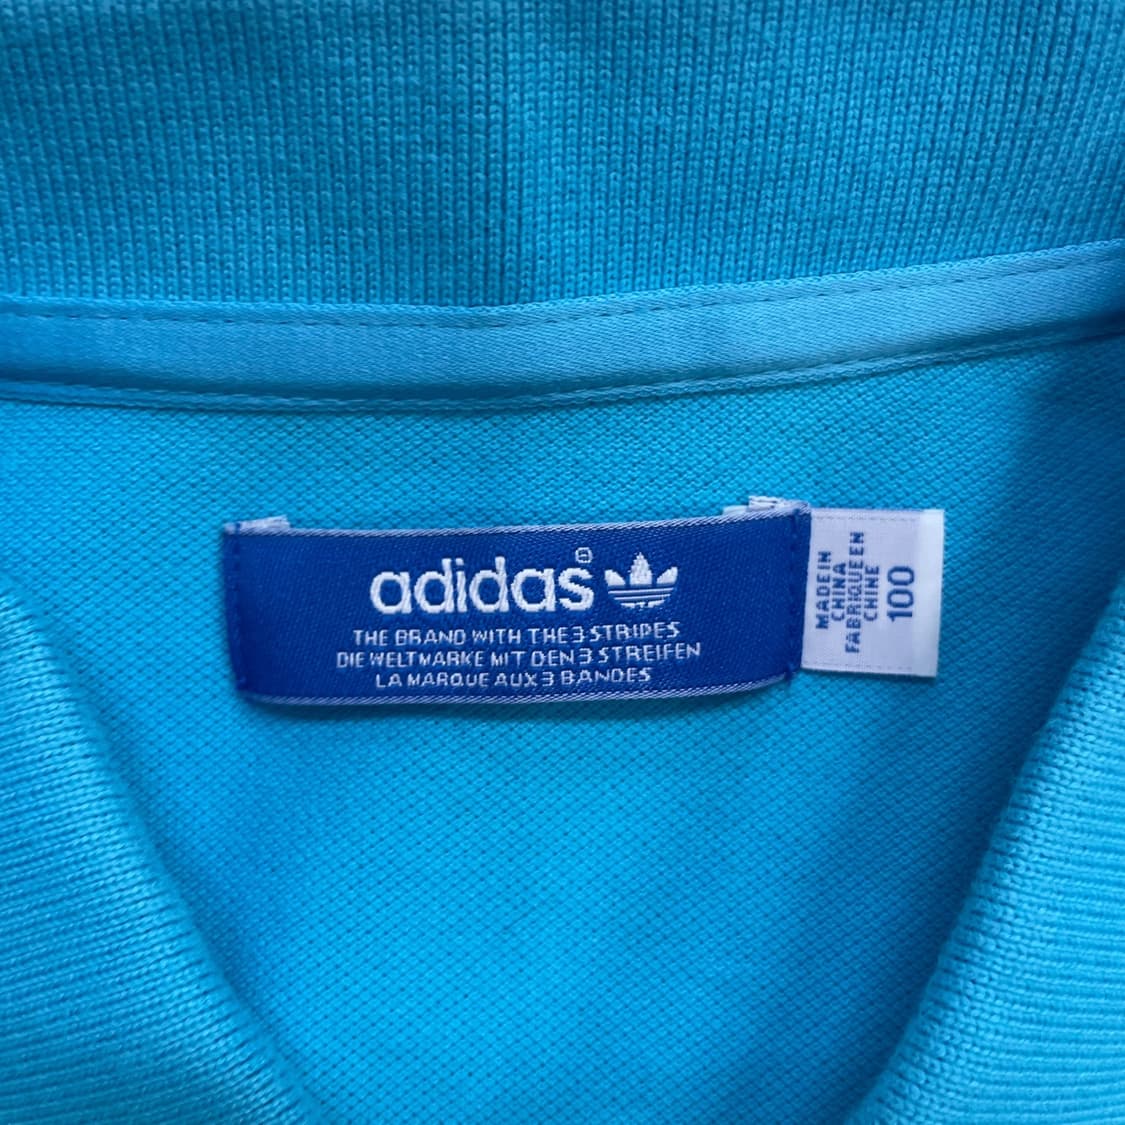 adidas®
THE BRAND WITH THE 3 STRIPES
DIE WELTMARKE MIT DEN 3 STREIFEN
LA MARQUE AUX 3 BANDES
MADE IN
CHINA
FABRIQUE EN
CHINE
100